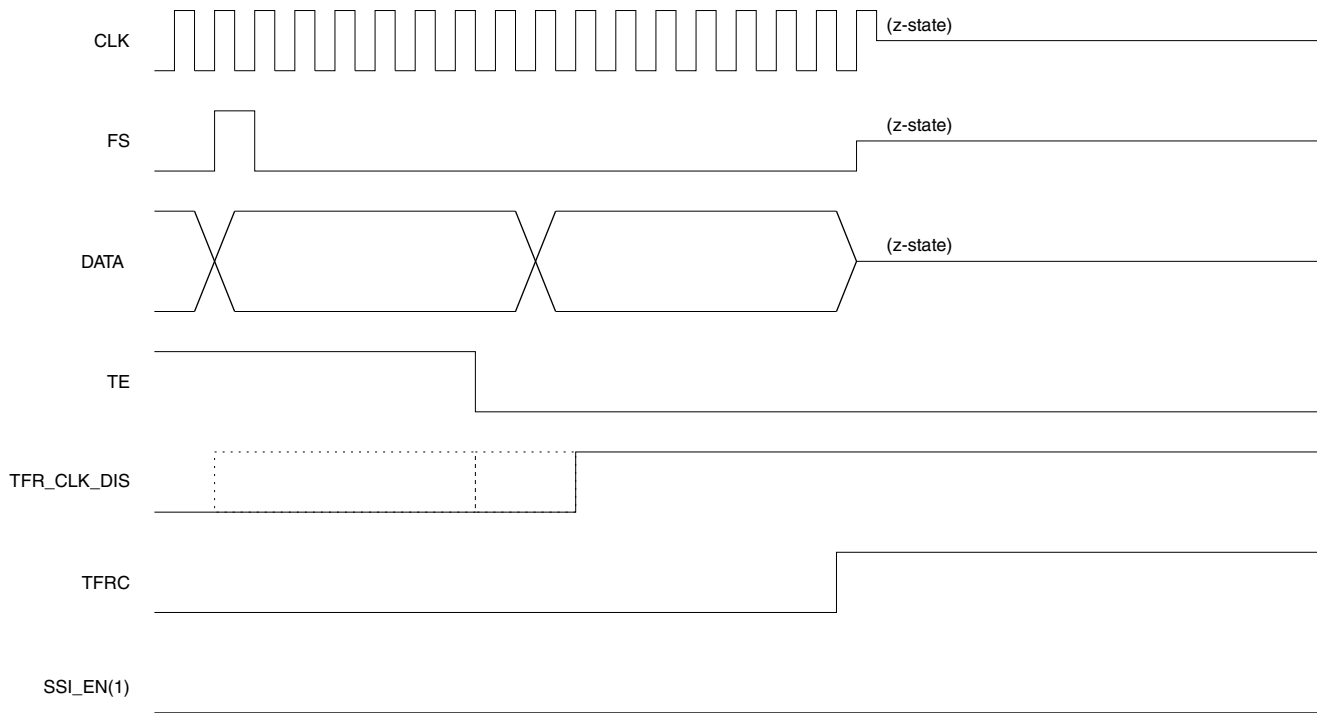 (z-state)
CLK
(z-state)
FS
(z-state)
DATA
TE
TFR_CLK_DIS
TFRC
SSI_EN(1)